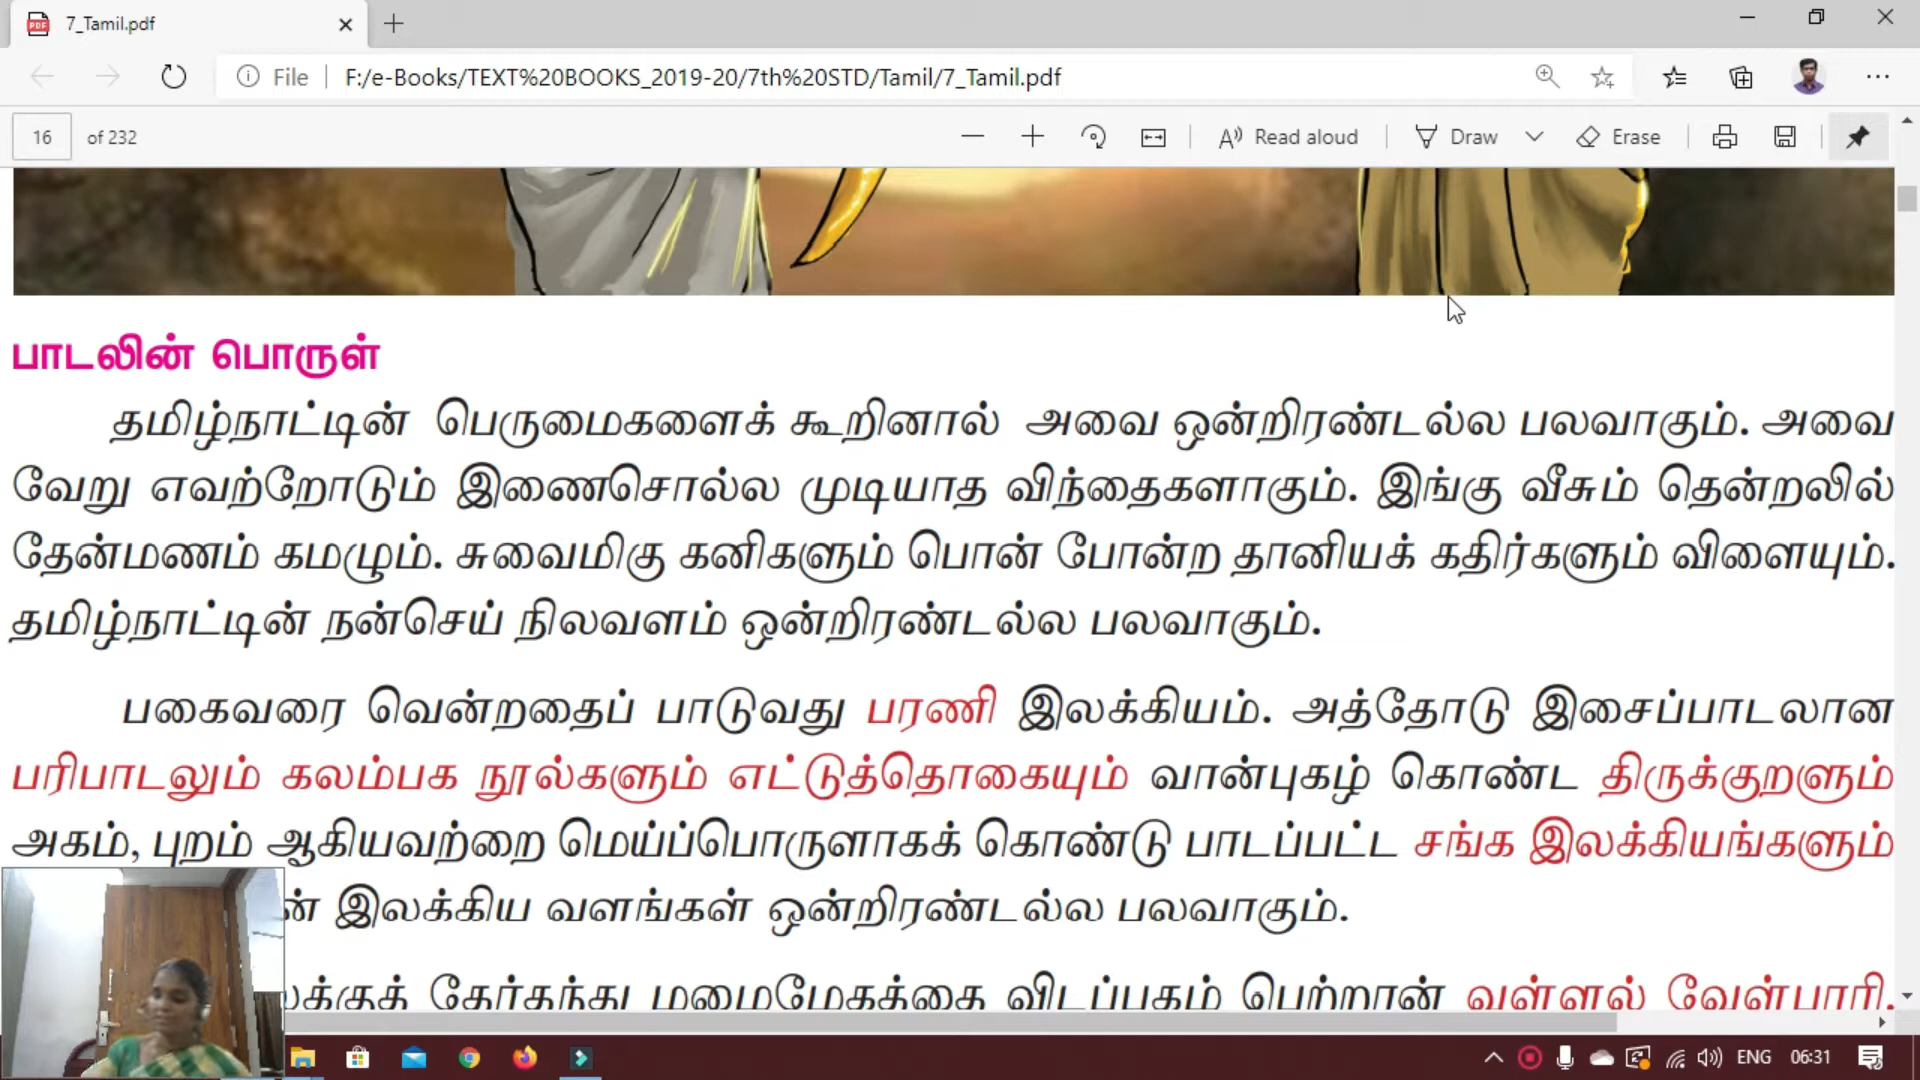 7_Tamil.pdf
File F:/e-Books/TEXT%20BOOKS_2019-20/7th%20STD/Tamil/7_Tamil.pdf
16 of 232 Read aloud Draw Erase
பாடலின் பொருள்
தமிழ்நாட்டின் பெருமைகளைக் கூறினால் அவை ஒன்றிரண்டல்ல பலவாகும். அவை
வேறு எவற்றோடும் இணைசொல்ல முடியாத விந்தைகளாகும். இங்கு வீசும் தென்றலில்
தேன்மணம் கமழும். சுவைமிகு கனிகளும் பொன் போன்ற தானியக் கதிர்களும் விளையும்.
தமிழ்நாட்டின் நன்செய் நிலவளம் ஒன்றிரண்டல்ல பலவாகும்.
பகைவரை வென்றதைப் பாடுவது பரணி இலக்கியம். அத்தோடு இசைப்பாடலான
பரிபாடலும் கலம்பக நூல்களும் எட்டுத்தொகையும் வான்புகழ் கொண்ட திருக்குறளும்
அகம், புறம் ஆகியவற்றை மெய்ப்பொருளாகக் கொண்டு பாடப்பட்ட சங்க இலக்கியங்களும்
இலக்கிய வளங்கள் ஒன்றிரண்டல்ல பலவாகும்.
வள்ளல் வேள்பாரி.
ENG 06:31